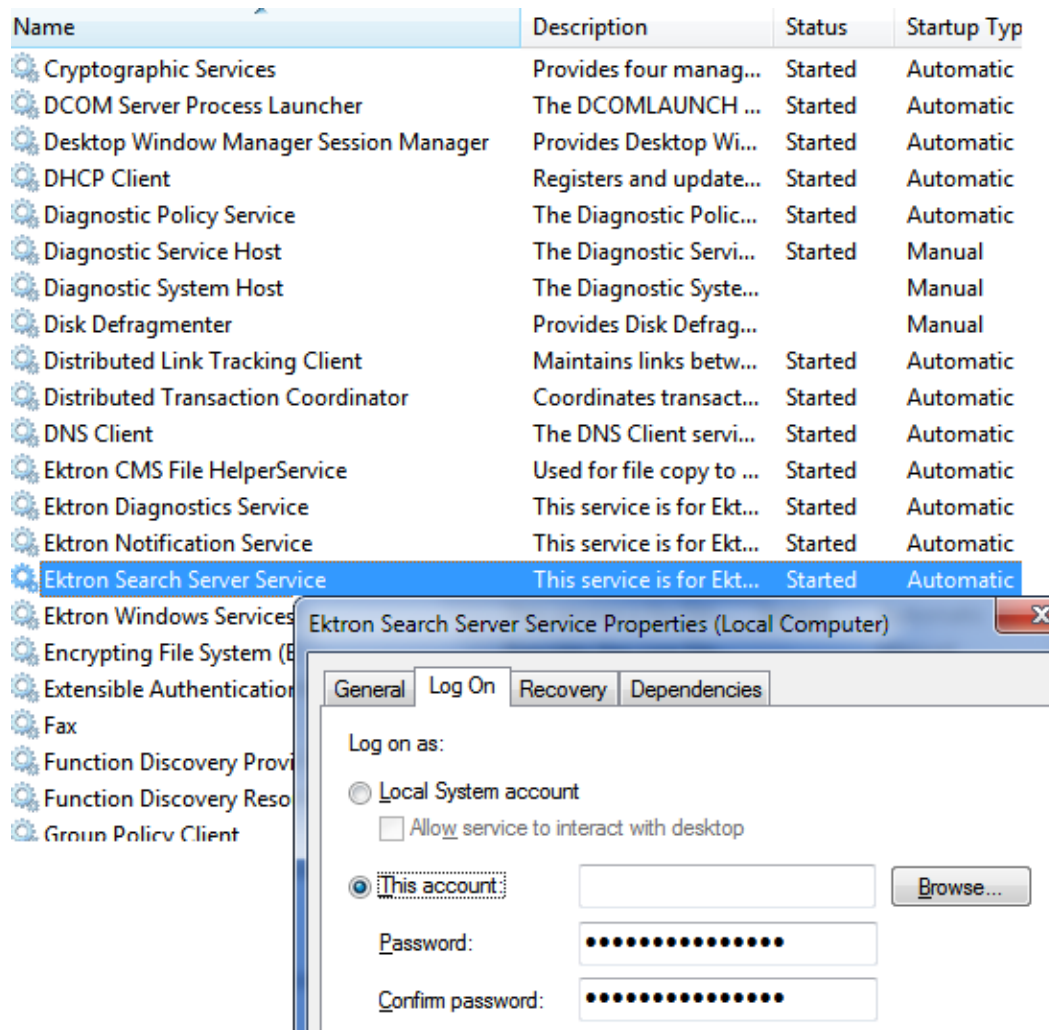 Name Description Status Startup Typ
Cryptographic Services Provides four manag... Started Automatic
DCOM Server Process Launcher The DCOMLAUNCH ... Started Automatic
Desktop Window Manager Session Manager Provides Desktop Wi... Started Automatic
DHCP Client Registers and update... Started Automatic
Diagnostic Policy Service The Diagnostic Polic... Started Automatic
Diagnostic Service Host The Diagnostic Servi... Started Manual
Diagnostic System Host The Diagnostic Syste... Manual
Disk Defragmenter Provides Disk Defrag... Manual
Distributed Link Tracking Client Maintains links betw... Started Automatic
Distributed Transaction Coordinator Coordinates transact... Started Automatic
DNS Client The DNS Client servi... Started Automatic
Ektron CMS File HelperService Used for file copy to ... Started Automatic
Ektron Diagnostics Service This service is for Ekt... Started Automatic
Ektron Notification Service This service is for Ekt... Started Automatic
Ektron Search Server Service This service is for Ekt... Started Automatic
Ektron Windows Services
Encrypting File System (E
Extensible Authentication
Fax
Function Discovery Provi
Function Discovery Reso
Group Policy Client
Ektron Search Server Service Properties (Local Computer)
General Log On Recovery Dependencies
Log on as:
Local System account
Allow service to interact with desktop
This account: Browse...
Password: •••••••••••••••
Confirm password: •••••••••••••••